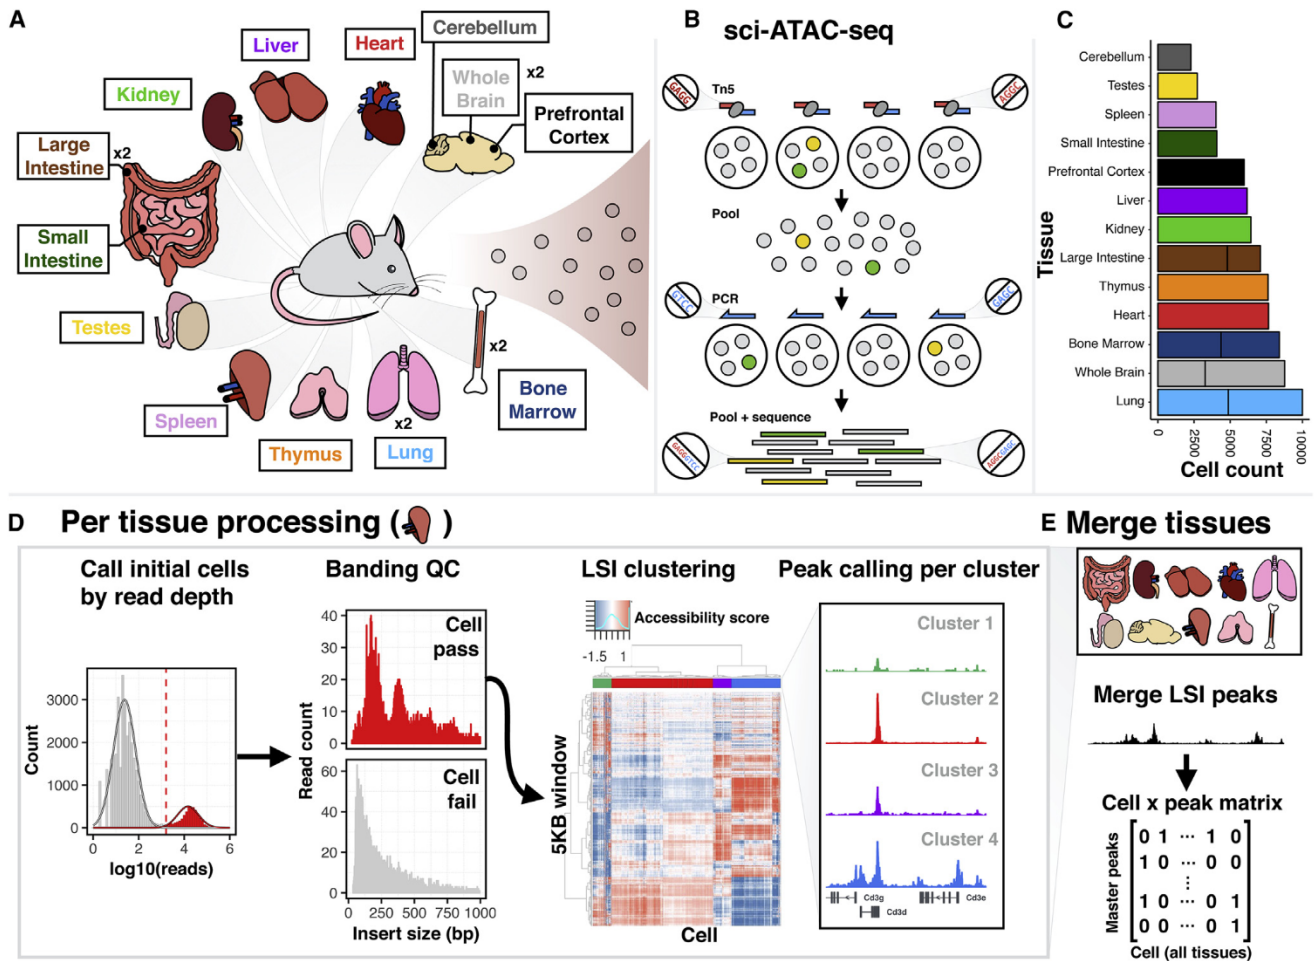 A
Liver
Heart
Cerebellum
Kidney
Whole
Brain
x2
Prefrontal
Cortex
Large
Intestine
x2
Small
Intestine
Testes
x2
Bone
Marrow
Spleen
Thymus
x2
Lung
B
sci-ATAC-seq
Tn5
GAGG
AGGC
Pool
PCR
GTCC
GAGC
Pool + sequence
GAGGGTCC
AGGCGAGC
C
Tissue
Cerebellum
Testes
Spleen
Small Intestine
Prefrontal Cortex
Liver
Kidney
Large Intestine
Thymus
Heart
Bone Marrow
Whole Brain
Lung
0
2500
5000
7500
10000
Cell count
D
Per tissue processing ( )
Call initial cells
by read depth
Count
3000
2000
1000
0
0 2 4 6
log10(reads)
Banding QC
Read count
40
30
20
10
0
Cell
pass
60
40
20
0
Cell
fail
0 250 500 750 1000
Insert size (bp)
LSI clustering
Accessibility score
-1.5 1
5KB window
Cell
Peak calling per cluster
Cluster 1
Cluster 2
Cluster 3
Cluster 4
Cd3g
Cd3d
Cd3e
E
Merge tissues
Merge LSI peaks
Cell x peak matrix
Master peaks
0 1 ... 1 0
1 0 ... 0 0
⋮
1 0 ... 0 1
0 0 ... 0 1
Cell (all tissues)